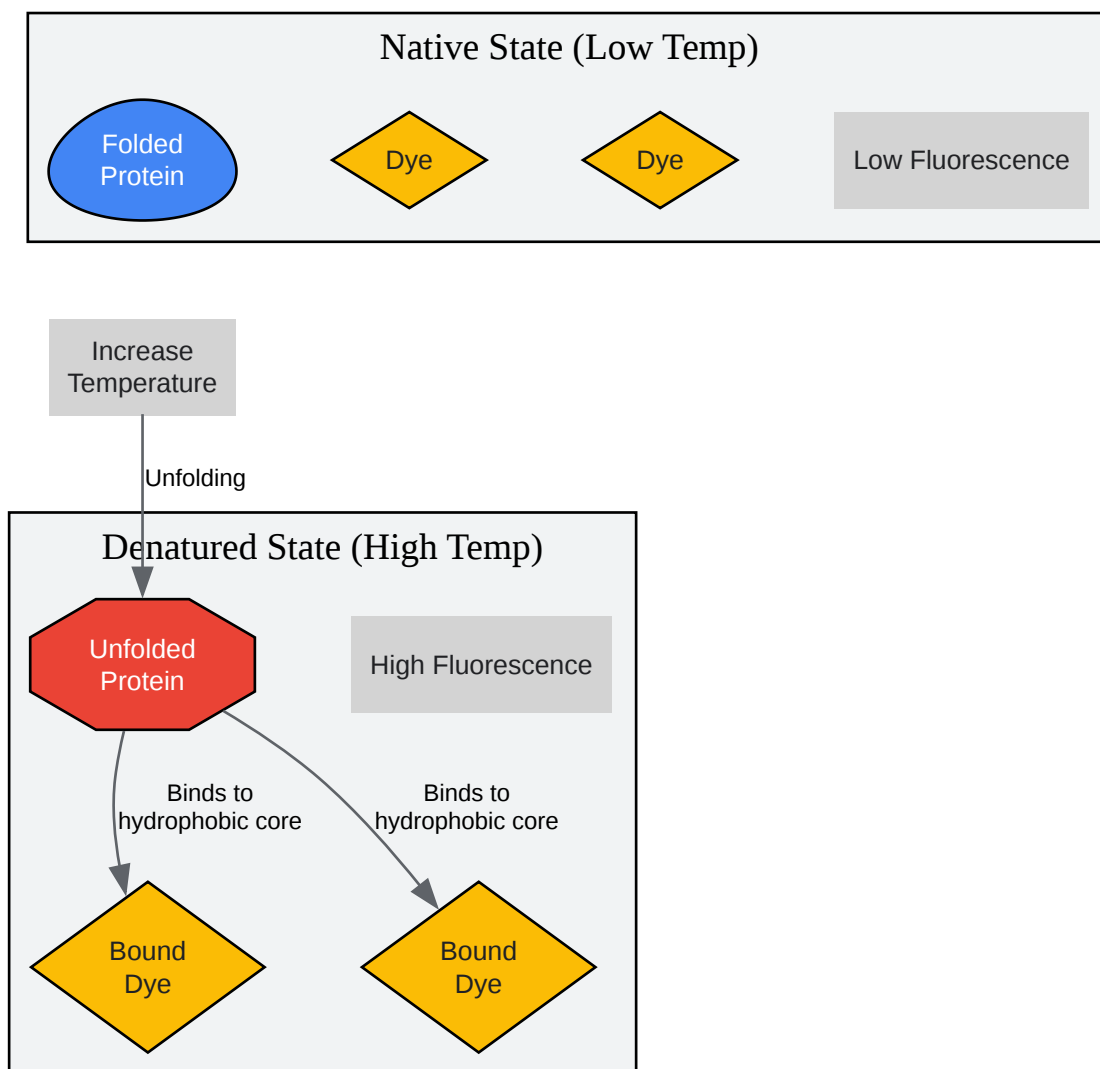 Native State (Low Temp)
Folded
Protein
Dye
Dye
Low Fluorescence
Increase
Temperature
Unfolding
Denatured State (High Temp)
Unfolded
Protein
High Fluorescence
Binds to
hydrophobic core
Binds to
hydrophobic core
Bound
Dye
Bound
Dye